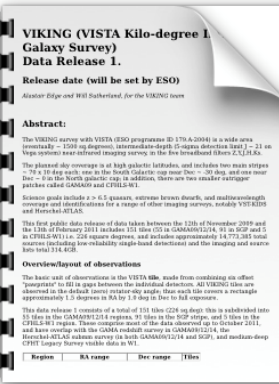 VIKING (VISTA Kilo-degree
Galaxy Survey)
Data Release 1.
Release date (will be set by ESO)
Alastair Edge and Will Sutherland, for the VIKING team
Abstract:
The VIKING survey with VISTA (ESO programme ID 179.A-2004) is a wide area
(eventually ~ 1500 sq degrees), intermediate-depth (5-sigma detection limit J ~ 21 on
Vega system) near-infrared imaging survey, in the five broadband filters Z,Y,J,H,Ks.
The planned sky coverage is at high galactic latitudes, and includes two main stripes
~ 70 x 10 deg each: one in the South Galactic cap near Dec ~ -30 deg, and one near
Dec ~ 0 in the North galactic cap; in addition, there are two smaller outrigger
patches called GAMA09 and CFHLS-W1.
Science goals include z > 6.5 quasars, extreme brown dwarfs, and multiwavelength
coverage and identifications for a range of other imaging surveys, notably VST-KIDS
and Herschel-ATLAS.
This first public data release of data taken between the 12th of November 2009 and
the 13th of February 2011 includes 151 tiles (55 in GAMA09/12/14, 91 in SGP and 5
in CFHLS-W1) i.e. 226 square degrees, and includes approximately 14,773,385 total
sources (including low-reliability single-band detections) and the imaging and source
lists total 314.4GB.
Overview/layout of observations
The basic unit of observations is the VISTA tile, made from combining six offset
"pawprints" to fill in gaps between the individual detectors. All VIKING tiles are
observed in the default (zero) rotator-sky angle; thus each tile covers a rectangle
approximately 1.5 degrees in RA by 1.0 deg in Dec to full-exposure.
This data release 1 consists of a total of 151 tiles (226 sq.deg); this is subdivided into
55 tiles in the GAMA09/12/14 regions, 91 tiles in the SGP stripe, and 5 tiles in the
CFHLS-W1 region. These comprise most of the data observed up to October 2011,
and have overlap with the GAMA redshift survey in GAMA09/12/14, the
Herschel-ATLAS submm survey (in both GAMA09/12/14 and SGP), and medium-deep
CFHT Legacy Survey visible data in W1.
Region RA range Dec range Tiles